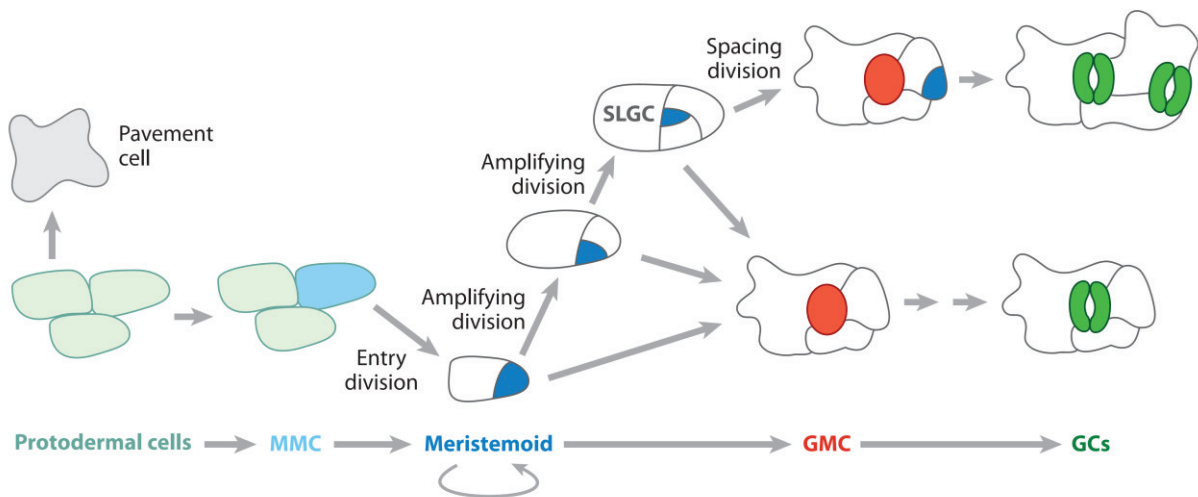 Spacing
division
SLGC
Pavement
cell
Amplifying
division
Amplifying
division
Entry
division
Protodermal cells
MMC
Meristemoid
GMC
GCs